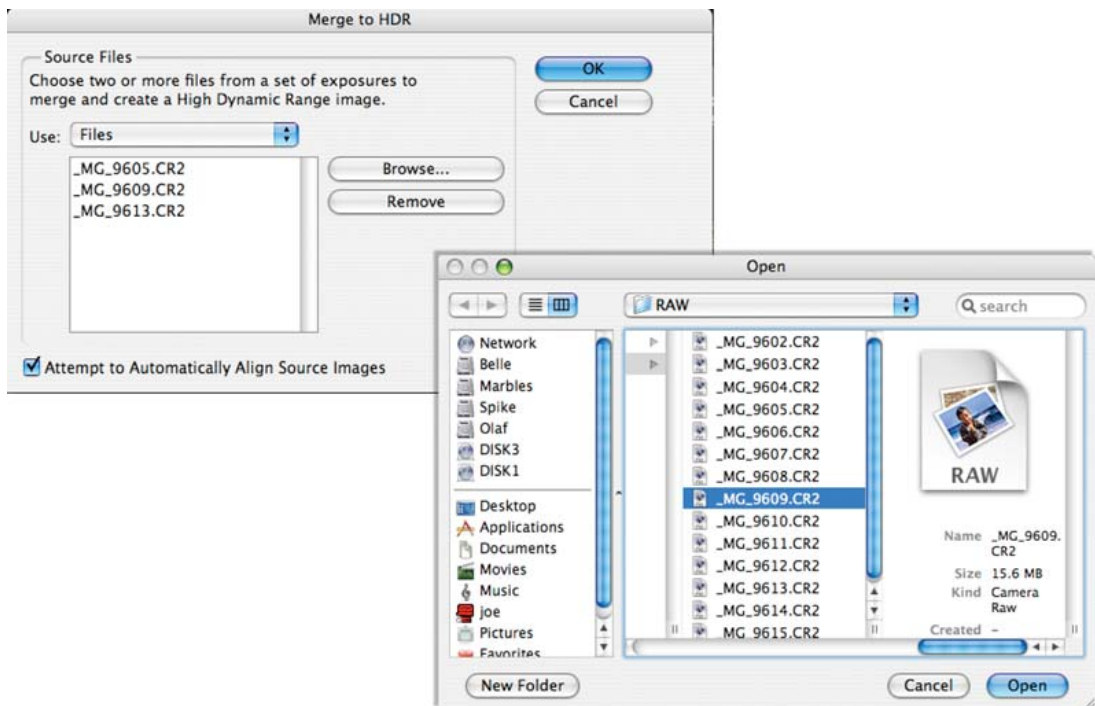 Merge to HDR
Source Files
Choose two or more files from a set of exposures to
merge and create a High Dynamic Range image.
Use: Files
_MG_9605.CR2
_MG_9609.CR2
_MG_9613.CR2
Browse...
Remove
OK
Cancel
Attempt to Automatically Align Source Images
Open
RAW
search
Network
Belle
Marbles
Spike
Olaf
DISK3
DISK1
Desktop
Applications
Documents
Movies
Music
joe
Pictures
Favorites
_MG_9602.CR2
_MG_9603.CR2
_MG_9604.CR2
_MG_9605.CR2
_MG_9606.CR2
_MG_9607.CR2
_MG_9608.CR2
_MG_9609.CR2
_MG_9610.CR2
_MG_9611.CR2
_MG_9612.CR2
_MG_9613.CR2
_MG_9614.CR2
_MG_9615.CR2
RAW
Name _MG_9609.
CR2
Size 15.6 MB
Kind Camera
Raw
Created –
New Folder
Cancel
Open